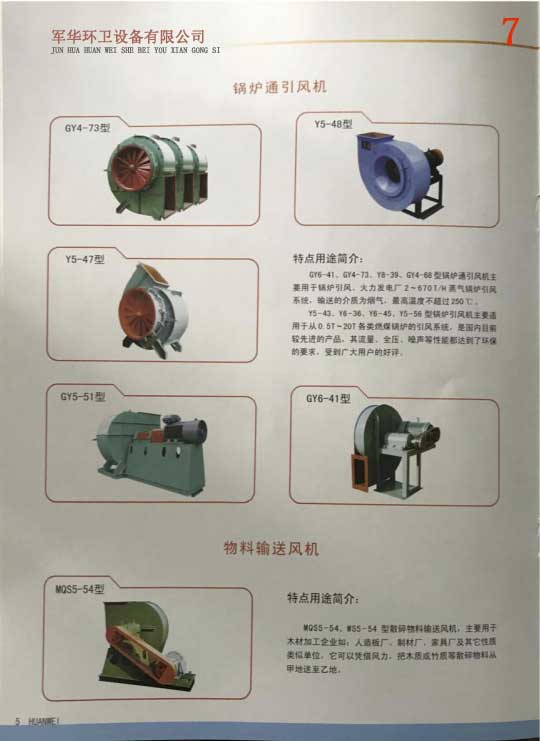 军华环卫设备有限公司
JUN HUA HUAN WEI SHE BEI YOU XIAN GONG SI
7
锅炉通引风机
GY4-73型
Y5-48型
Y5-47型
特点用途简介：
GY6-41、GY4-73、Y8-39、GY4-68型锅炉通引风机主
要用于锅炉引风、火力发电厂2～670T/H蒸气锅炉引风
系统，输送的介质为烟气，最高温度不超过250℃。
Y5-43、Y6-36、Y6-45、Y5-56型锅炉引风机主要适
用于从0.5T～20T各类燃煤锅炉的引风系统，是国内目前
较先进的产品，其流量、全压、噪声等性能都达到了环保
的要求，受到广大用户的好评。
GY5-51型
GY6-41型
物料输送风机
MQS5-54型
特点用途简介：
MQS5-54、WS5-54 型散碎物料输送风机，主要用于
木材加工企业如：人造板厂、制材厂、家具厂及其它性质
类似单位，它可以凭借风力，把木质或竹质等散碎物料从
甲地送至乙地。
5 HUANWEI